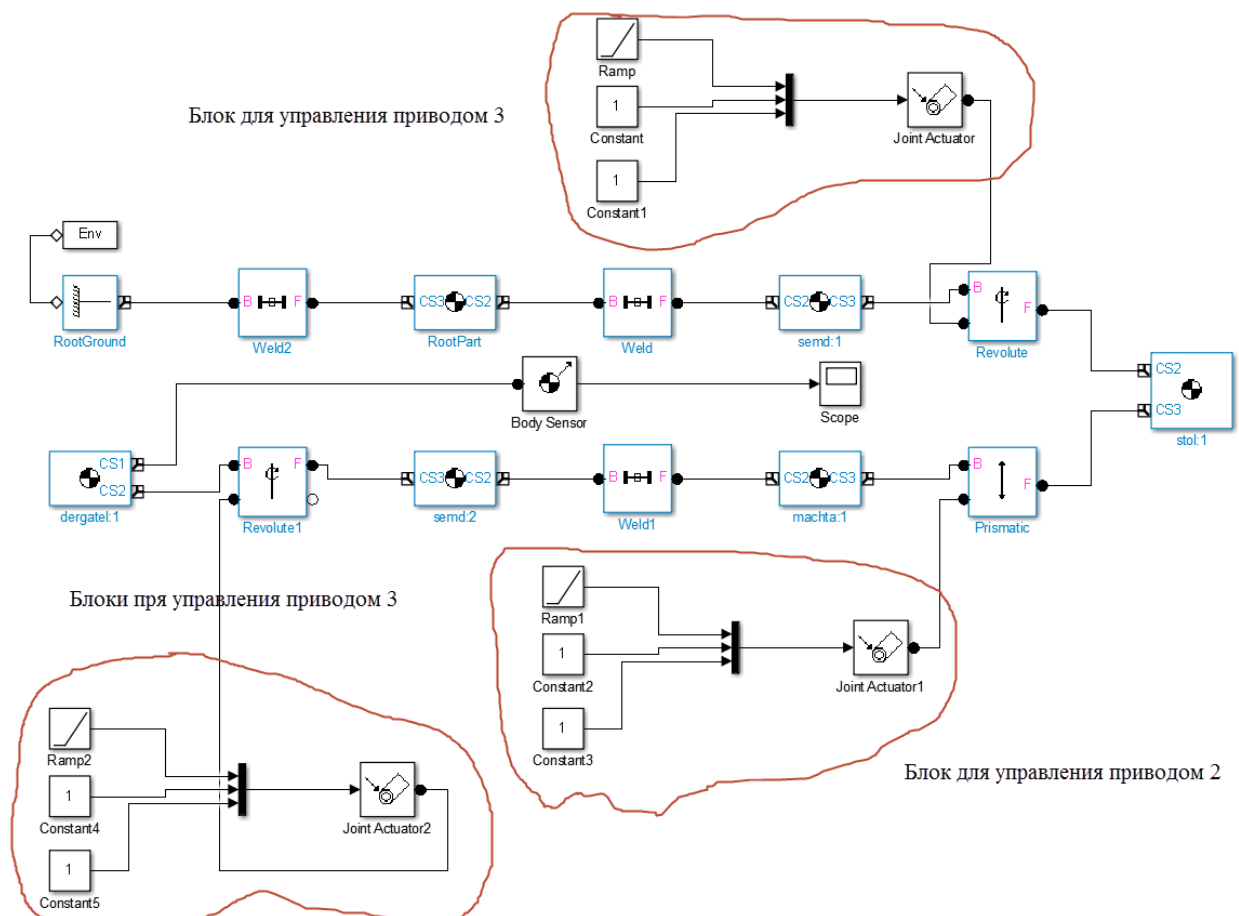 Ramp
Блок для управления приводом 3
1
Constant
Joint Actuator
1
Constant1
Env
B F
CS3 CS2
B F
CS2 CS3
B F
RootGround
Weld2
RootPart
Weld
semd:1
Revolute
CS2
CS3
stol:1
Body Sensor
Scope
CS1
CS2
B F
CS3 CS2
B F
CS2 CS3
B F
dergatel:1
Revolute1
semd:2
Weld1
machta:1
Prismatic
Блоки пря управления приводом 3
Ramp1
1
Constant2
Joint Actuator1
1
Constant3
Блок для управления приводом 2
Ramp2
1
Constant4
Joint Actuator2
1
Constant5